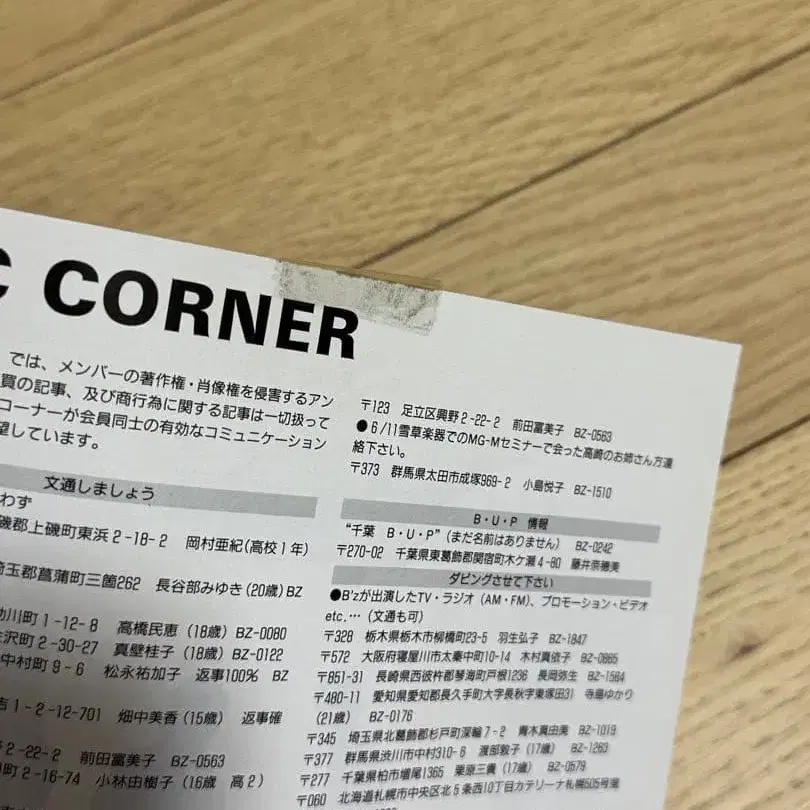 C CORNER
では、メンバーの著作権・肖像権を侵害するアン
買の記事、及び商行為に関する記事は一切扱って
コーナーが会員同士の有効なコミュニケーション
望しています。
文通しましょう
わず
磯郡上磯町東浜2-18-2 岡村亜紀(高校1年)
埼玉郡菖蒲町三箇262 長谷部みゆき(20歳)BZ
川町1-12-8 高橋民恵(18歳)BZ-0080
沢町2-30-27 真壁桂子(18歳)BZ-0122
中村町9-6 松永祐加子 返事100% BZ
市1-2-12-701 畑中美香(15歳) 返事確
2-22-2 前田富美子 BZ-0563
町2-16-74 小林由樹子(16歳 高2)
〒123 足立区興野2-22-2 前田富美子 BZ-0563
●6/11雪草楽器でのMG-Mセミナーで会った高崎のお姉さん方連
絡下さい。
〒373 群馬県太田市成塚969-2 小島悦子 BZ-1510
B・U・P 情報
“千葉 B・U・P”(まだ名前はありません) BZ-0242
〒270-02 千葉県東葛飾郡関宿町木ケ瀬4-80 藤井奈穂美
ダビングさせて下さい
●B'zが出演したTV・ラジオ(AM・FM)、プロモーション・ビデオ
etc.…(文通も可)
〒328 栃木県栃木市柳橋町23-5 羽生弘子 BZ-1847
〒572 大阪府寝屋川市太秦中町10-14 木村真依子 BZ-0865
〒851-31 長崎県西彼杵郡琴海町戸根1236 長岡弥生 BZ-1584
〒480-11 愛知県愛知郡長久手町大字長湫字東塚田31 寺島ゆかり
(21歳) BZ-0176
〒345 埼玉県北葛飾郡杉戸町深輪7-2 青木真由美 BZ-1019
〒377 群馬県渋川市中村310-6 渡部敦子(17歳) BZ-1263
〒277 千葉県柏市増尾1365 栗原三貴(17歳) BZ-0579
〒060 北海道札幌市中央区北5条西10丁目カテリーナ札幌505号室